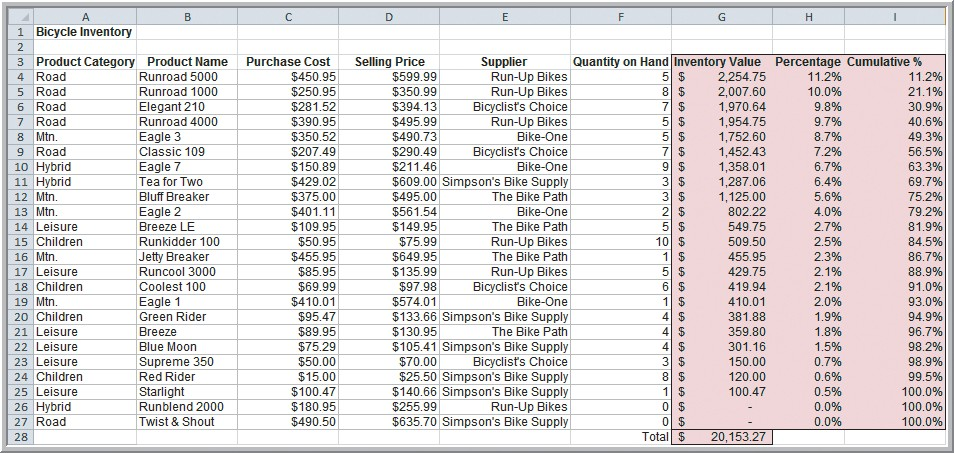 A B C D E F G H I
1 Bicycle Inventory
2
3 Product Category Product Name Purchase Cost Selling Price Supplier Quantity on Hand Inventory Value Percentage Cumulative %
4 Road Runroad 5000 $450.95 $599.99 Run-Up Bikes 5 $ 2,254.75 11.2% 11.2%
5 Road Runroad 1000 $250.95 $350.99 Run-Up Bikes 8 $ 2,007.60 10.0% 21.1%
6 Road Elegant 210 $281.52 $394.13 Bicyclist's Choice 7 $ 1,970.64 9.8% 30.9%
7 Road Runroad 4000 $390.95 $495.99 Run-Up Bikes 5 $ 1,954.75 9.7% 40.6%
8 Mtn. Eagle 3 $350.52 $490.73 Bike-One 5 $ 1,752.60 8.7% 49.3%
9 Road Classic 109 $207.49 $290.49 Bicyclist's Choice 7 $ 1,452.43 7.2% 56.5%
10 Hybrid Eagle 7 $150.89 $211.46 Bike-One 9 $ 1,358.01 6.7% 63.3%
11 Hybrid Tea for Two $429.02 $609.00 Simpson's Bike Supply 3 $ 1,287.06 6.4% 69.7%
12 Mtn. Bluff Breaker $375.00 $495.00 The Bike Path 3 $ 1,125.00 5.6% 75.2%
13 Mtn. Eagle 2 $401.11 $561.54 Bike-One 2 $ 802.22 4.0% 79.2%
14 Leisure Breeze LE $109.95 $149.95 The Bike Path 5 $ 549.75 2.7% 81.9%
15 Children Runkidder 100 $50.95 $75.99 Run-Up Bikes 10 $ 509.50 2.5% 84.5%
16 Mtn. Jetty Breaker $455.95 $649.95 The Bike Path 1 $ 455.95 2.3% 86.7%
17 Leisure Runcool 3000 $85.95 $135.99 Run-Up Bikes 5 $ 429.75 2.1% 88.9%
18 Children Coolest 100 $69.99 $97.98 Bicyclist's Choice 6 $ 419.94 2.1% 91.0%
19 Mtn. Eagle 1 $410.01 $574.01 Bike-One 1 $ 410.01 2.0% 93.0%
20 Children Green Rider $95.47 $133.66 Simpson's Bike Supply 4 $ 381.88 1.9% 94.9%
21 Leisure Breeze $89.95 $130.95 The Bike Path 4 $ 359.80 1.8% 96.7%
22 Leisure Blue Moon $75.29 $105.41 Simpson's Bike Supply 4 $ 301.16 1.5% 98.2%
23 Leisure Supreme 350 $50.00 $70.00 Bicyclist's Choice 3 $ 150.00 0.7% 98.9%
24 Children Red Rider $15.00 $25.50 Simpson's Bike Supply 8 $ 120.00 0.6% 99.5%
25 Leisure Starlight $100.47 $140.66 Simpson's Bike Supply 1 $ 100.47 0.5% 100.0%
26 Hybrid Runblend 2000 $180.95 $255.99 Run-Up Bikes 0 $ - 0.0% 100.0%
27 Road Twist & Shout $490.50 $635.70 Simpson's Bike Supply 0 $ - 0.0% 100.0%
28 Total $ 20,153.27